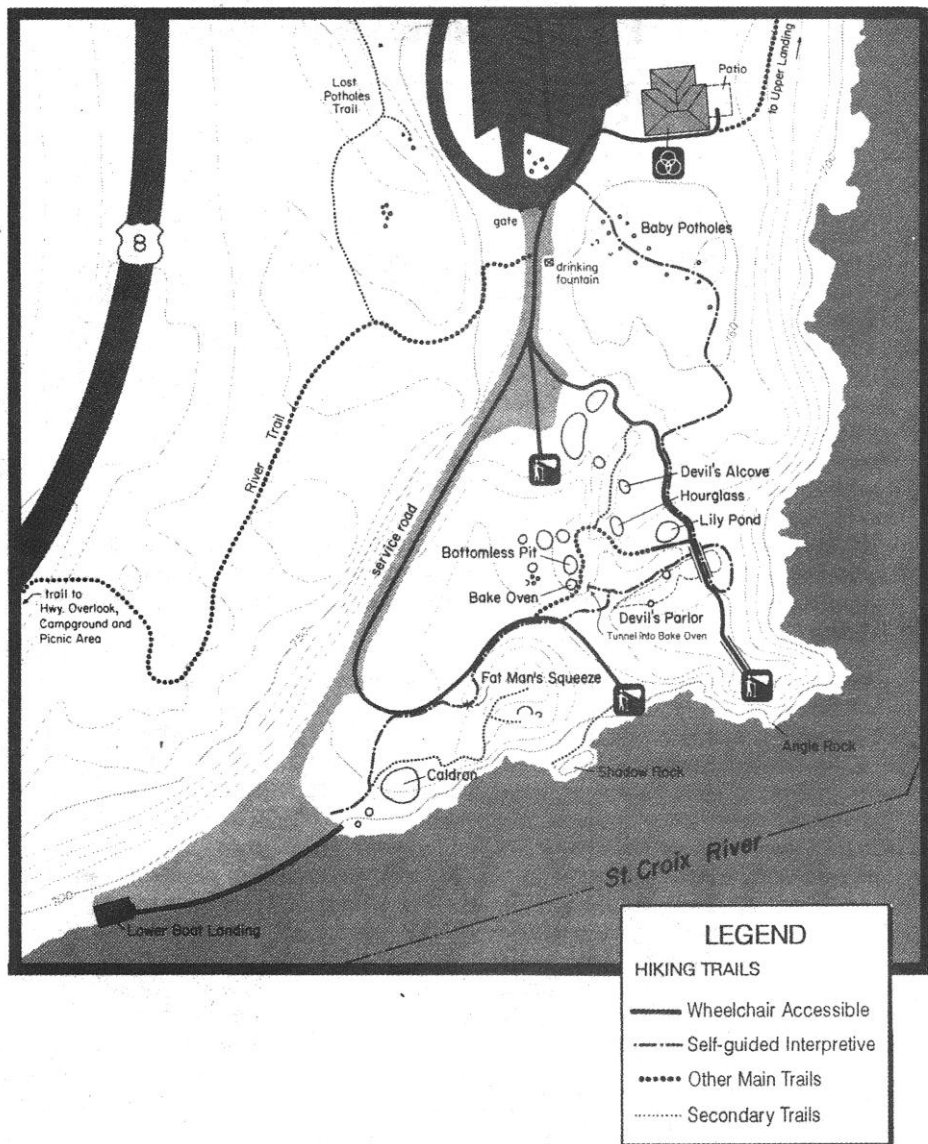 Lost
Potholes
Trail
Patio
to Upper Landing
8
gate
Baby Potholes
drinking
fountain
60
River Trail
service road
Devil's Alcove
Hourglass
Lily Pond
Bottomless Pit
Bake Oven
trail to
Hwy. Overlook,
Campground and
Picnic Area
Devil's Parlor
Tunnel into Bake Oven
Fat Man's Squeeze
Angle Rock
Shadow Rock
Caldron
St. Croix River
100
Lower Boat Landing
LEGEND
HIKING TRAILS
Wheelchair Accessible
Self-guided Interpretive
Other Main Trails
Secondary Trails